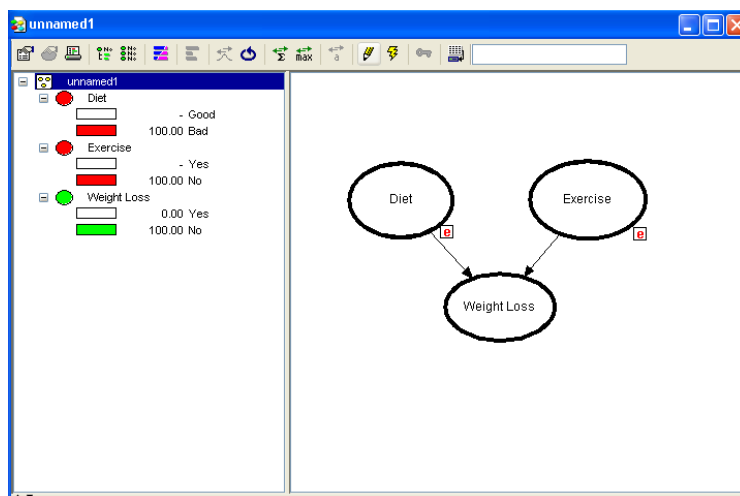 unnamed1
Σ max a
unnamed1
Diet
- Good
100.00 Bad
Exercise
- Yes
100.00 No
Weight Loss
0.00 Yes
100.00 No
Diet
Exercise
e
e
Weight Loss